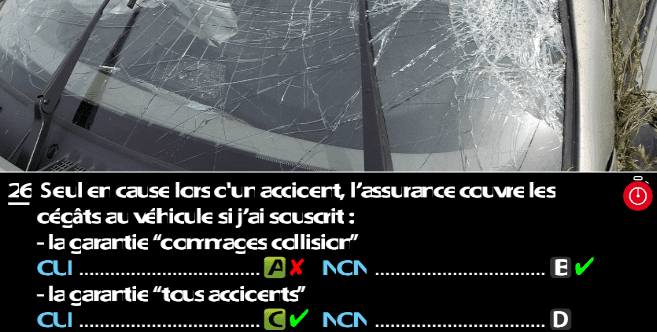 26 Seul en cause lors d'un accident, l'assurance couvre les
dégâts au véhicule si j'ai souscrit :
- la garantie "dommages collision"
OUI .............................. A ✘ NON .................................. B ✔
- la garantie "tous accidents"
OUI .............................. C ✔ NON .................................. D